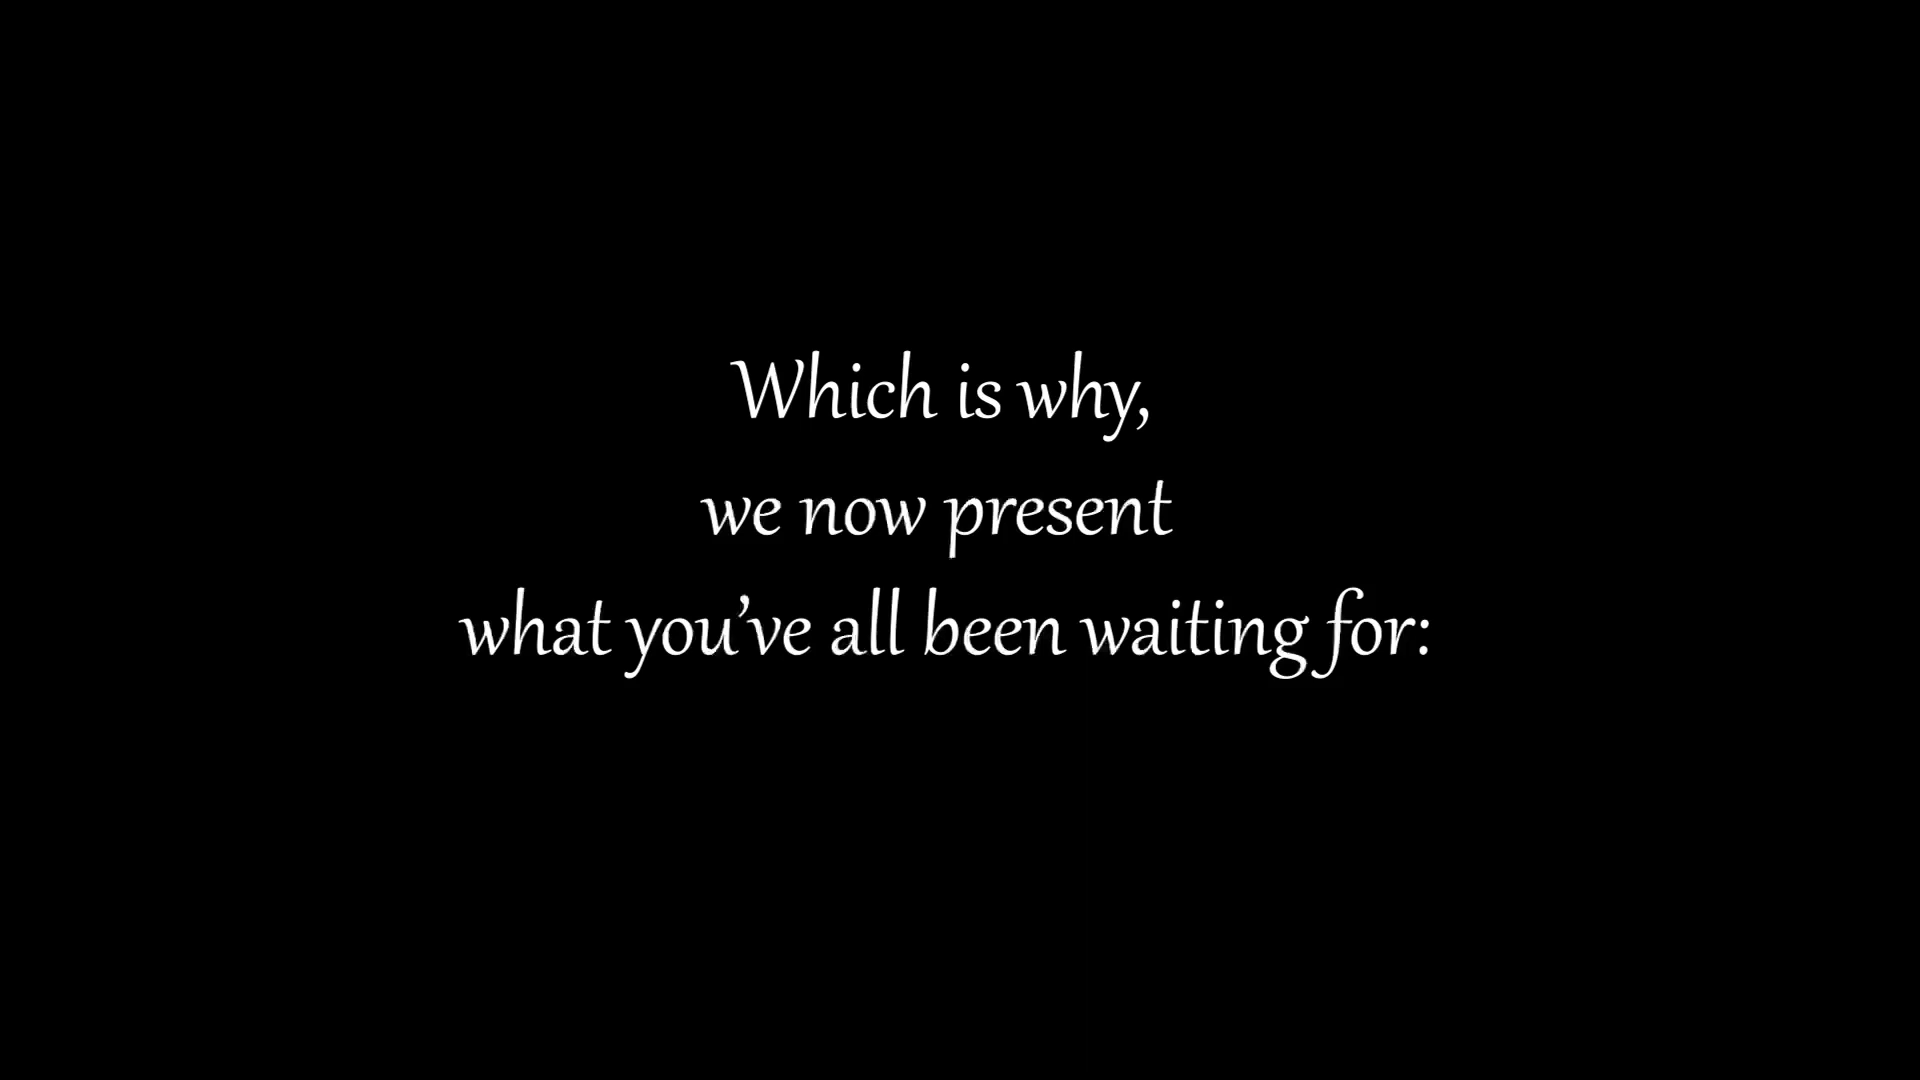 Which is why,
we now present
what you’ve all been waiting for: